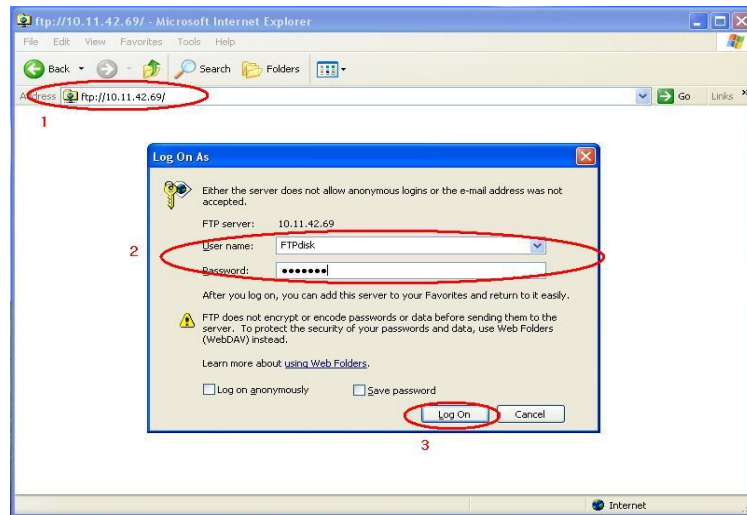 ftp://10.11.42.69/ - Microsoft Internet Explorer
File Edit View Favorites Tools Help
Back Search Folders
Address ftp://10.11.42.69/ Go Links »
1
Log On As
Either the server does not allow anonymous logins or the e-mail address was not
accepted.
FTP server: 10.11.42.69
2
User name: FTPdisk
Password: ●●●●●●●
After you log on, you can add this server to your Favorites and return to it easily.
FTP does not encrypt or encode passwords or data before sending them to the
server. To protect the security of your passwords and data, use Web Folders
(WebDAV) instead.
Learn more about using Web Folders.
Log on anonymously Save password
Log On Cancel
3
Internet